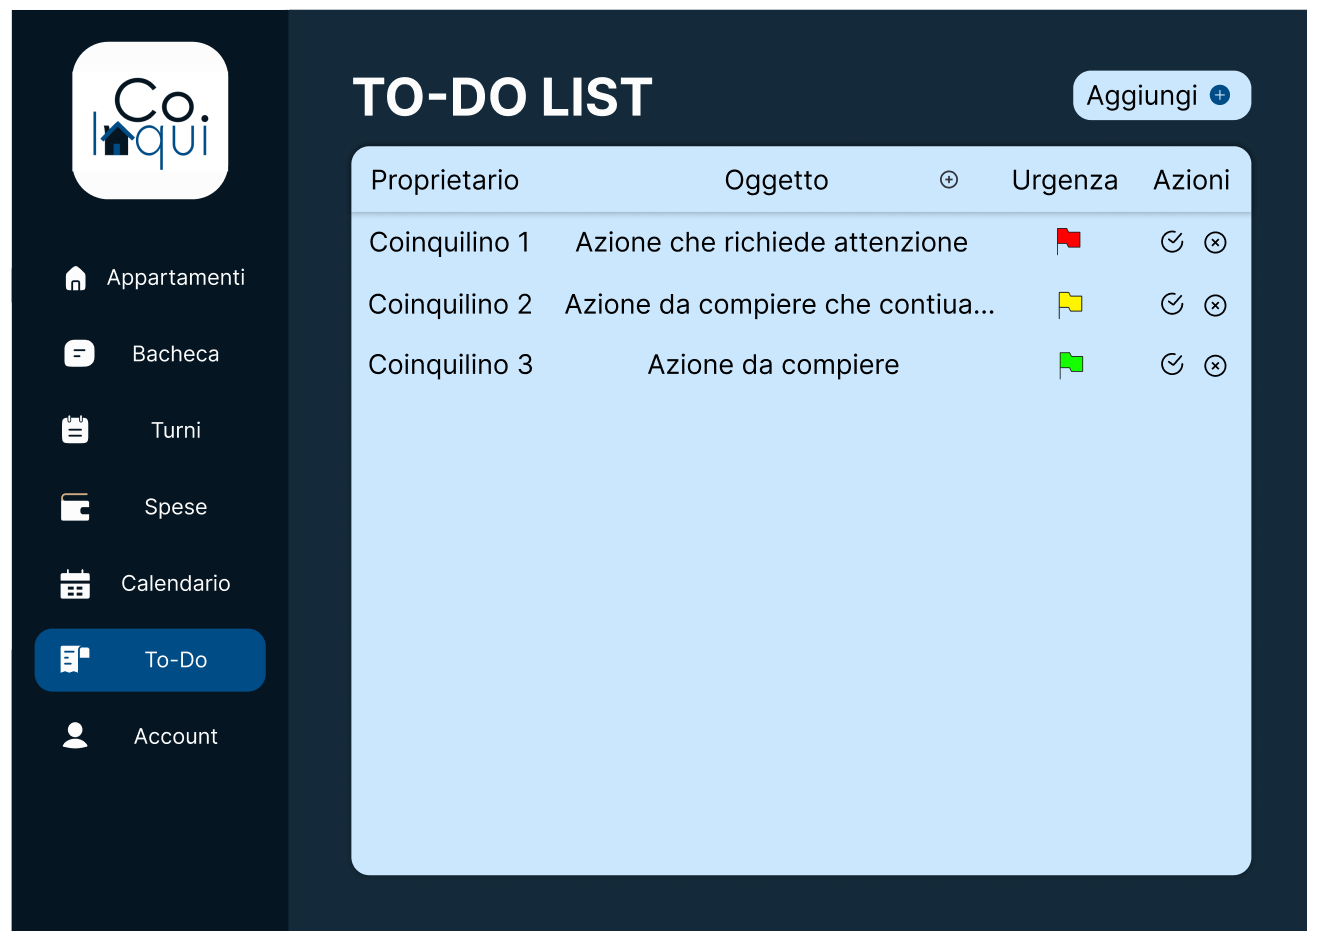 Co.
Inqui
Appartamenti
Bacheca
Turni
Spese
Calendario
To-Do
Account
TO-DO LIST
Aggiungi
Proprietario Oggetto Urgenza Azioni
Coinquilino 1 Azione che richiede attenzione
Coinquilino 2 Azione da compiere che contiua...
Coinquilino 3 Azione da compiere